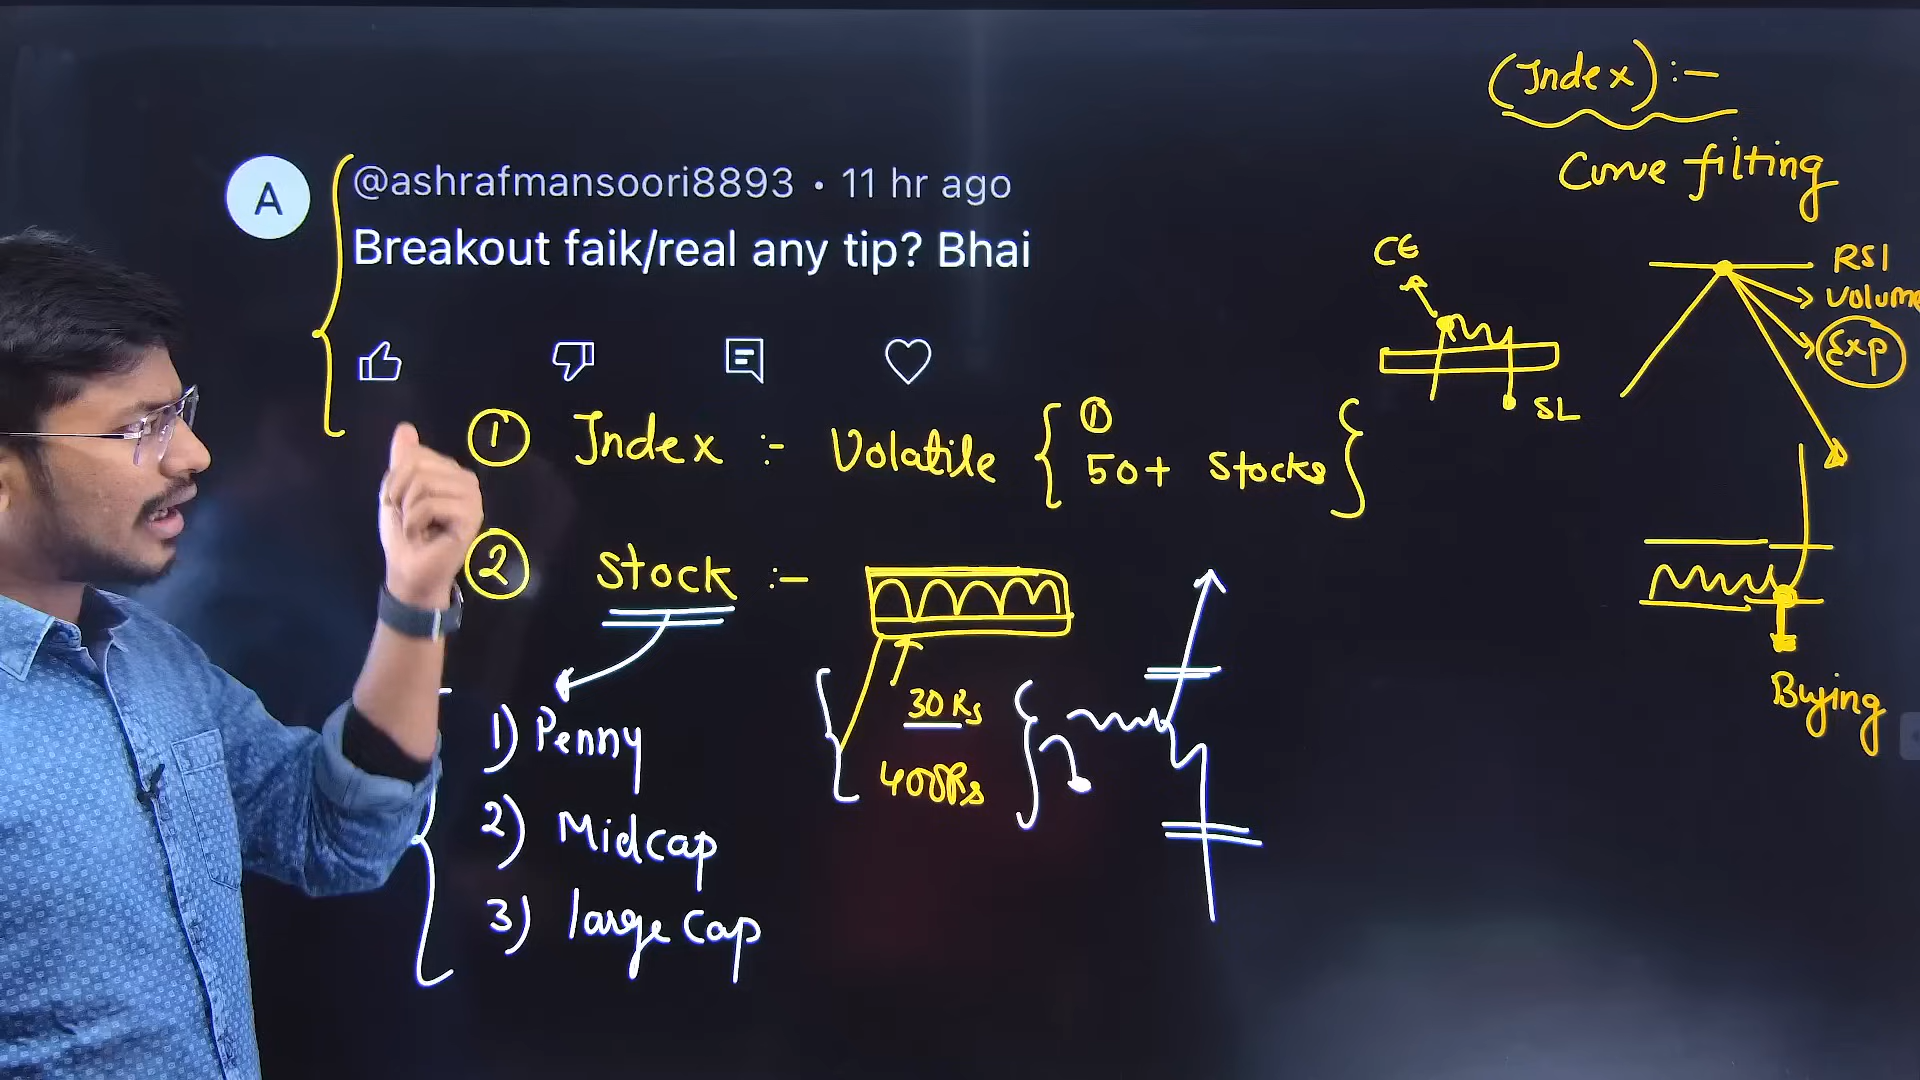 A
@ashrafmansoori8893 • 11 hr ago
Breakout faik/real any tip? Bhai
① Index :- Volatile { ① 50+ Stocks }
② Stock :-
1) Penny
2) Midcap
3) large cap
30 Rs
400Rs
(Index) :-
Curve filting
CE
SL
RSI
Volume
Exp
Buying